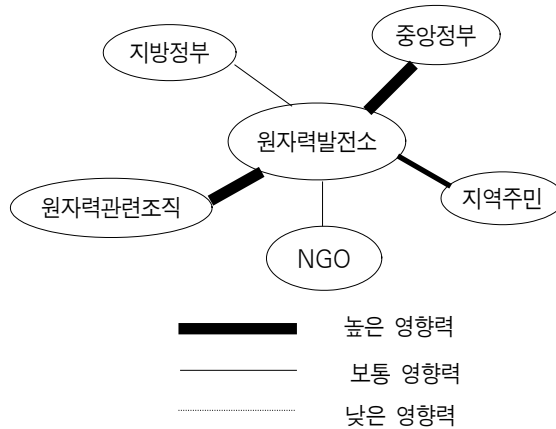 중앙정부
지방정부
원자력발전소
원자력관련조직
지역주민
NGO
높은 영향력
보통 영향력
낮은 영향력